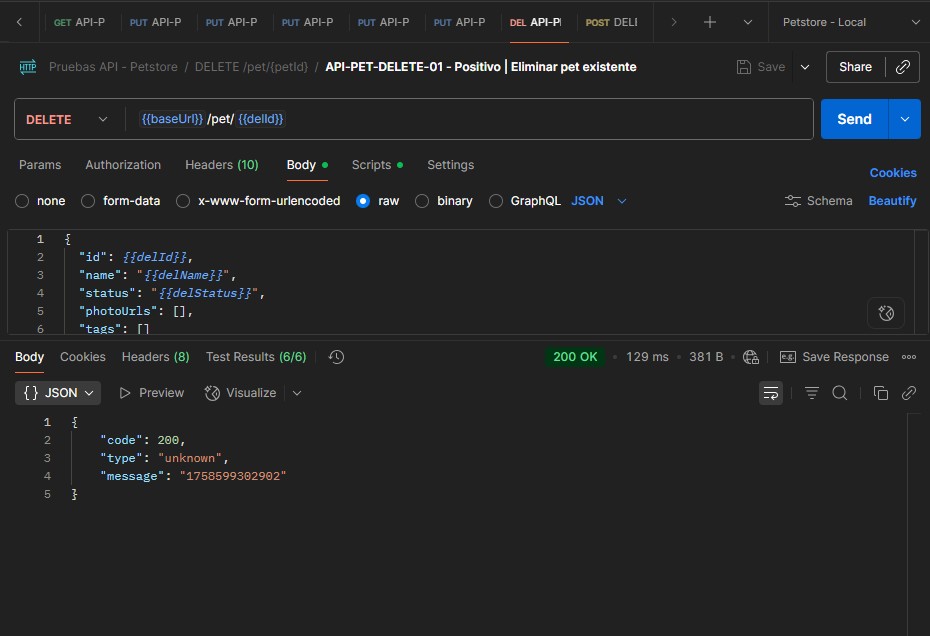 GET API-P PUT API-P PUT API-P PUT API-P PUT API-P PUT API-P DEL API-P POST DELI Petstore - Local
HTTP Pruebas API - Petstore / DELETE /pet/{petId} / API-PET-DELETE-01 - Positivo | Eliminar pet existente Save Share
DELETE {{baseUrl}} /pet/ {{delId}} Send
Params Authorization Headers (10) Body Scripts Settings Cookies
none form-data x-www-form-urlencoded raw binary GraphQL JSON Schema Beautify
1 {
2 "id": {{delId}},
3 "name": "{{delName}}",
4 "status": "{{delStatus}}",
5 "photoUrls": [],
6 "tags": []
Body Cookies Headers (8) Test Results (6/6) 200 OK • 129 ms • 381 B • e.g. Save Response
{} JSON Preview Visualize
1 {
2 "code": 200,
3 "type": "unknown",
4 "message": "1758599302902"
5 }